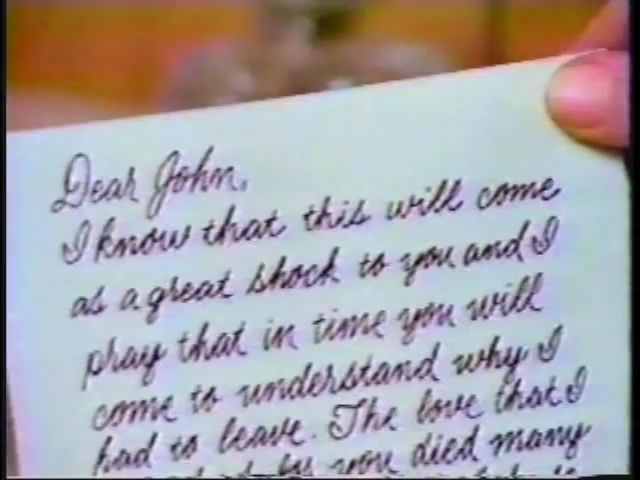 Dear John,
I know that this will come
as a great shock to you and I
pray that in time you will
come to understand why I
had to leave. The love that I
by you died many